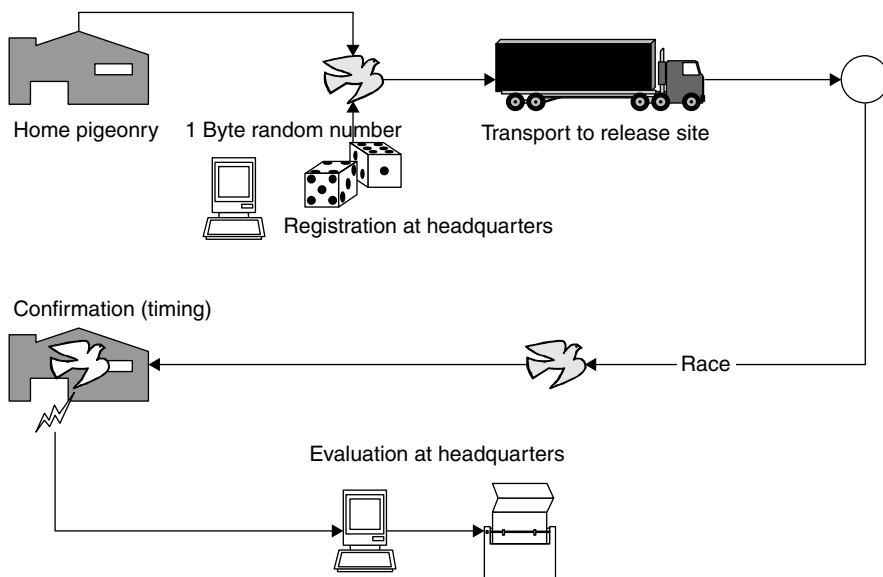 Home pigeonry
1 Byte random number
Transport to release site
Registration at headquarters
Confirmation (timing)
Race
Evaluation at headquarters